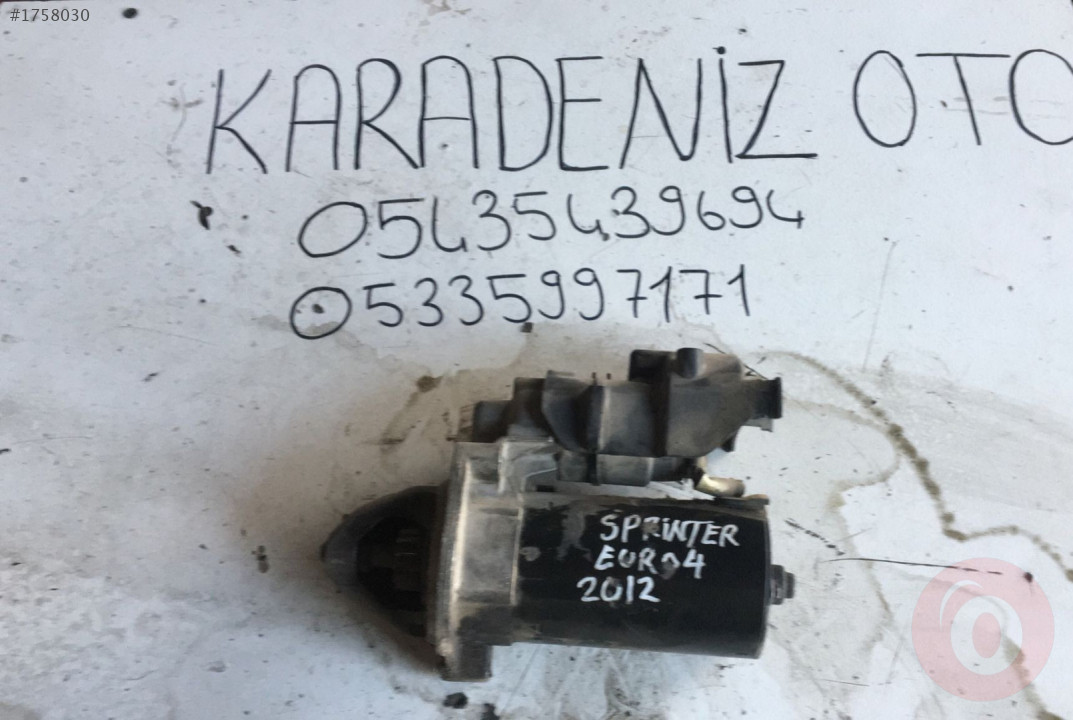 #1758030
KARADENİZ OTO
05435439694
05335997171
SPRINTER
EURO4
2012